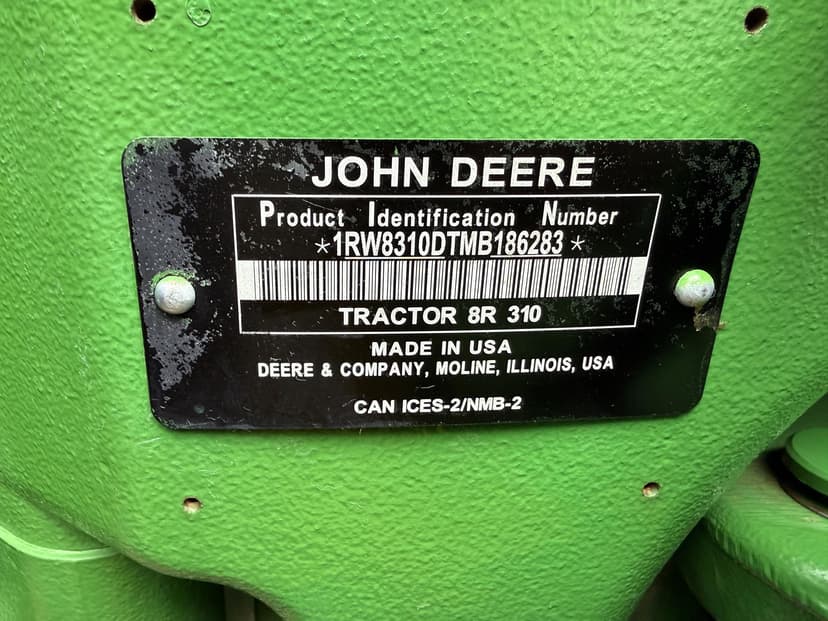 JOHN DEERE
Product Identification Number
*1RW8310DTMB186283*
TRACTOR 8R 310
MADE IN USA
DEERE & COMPANY, MOLINE, ILLINOIS, USA
CAN ICES-2/NMB-2